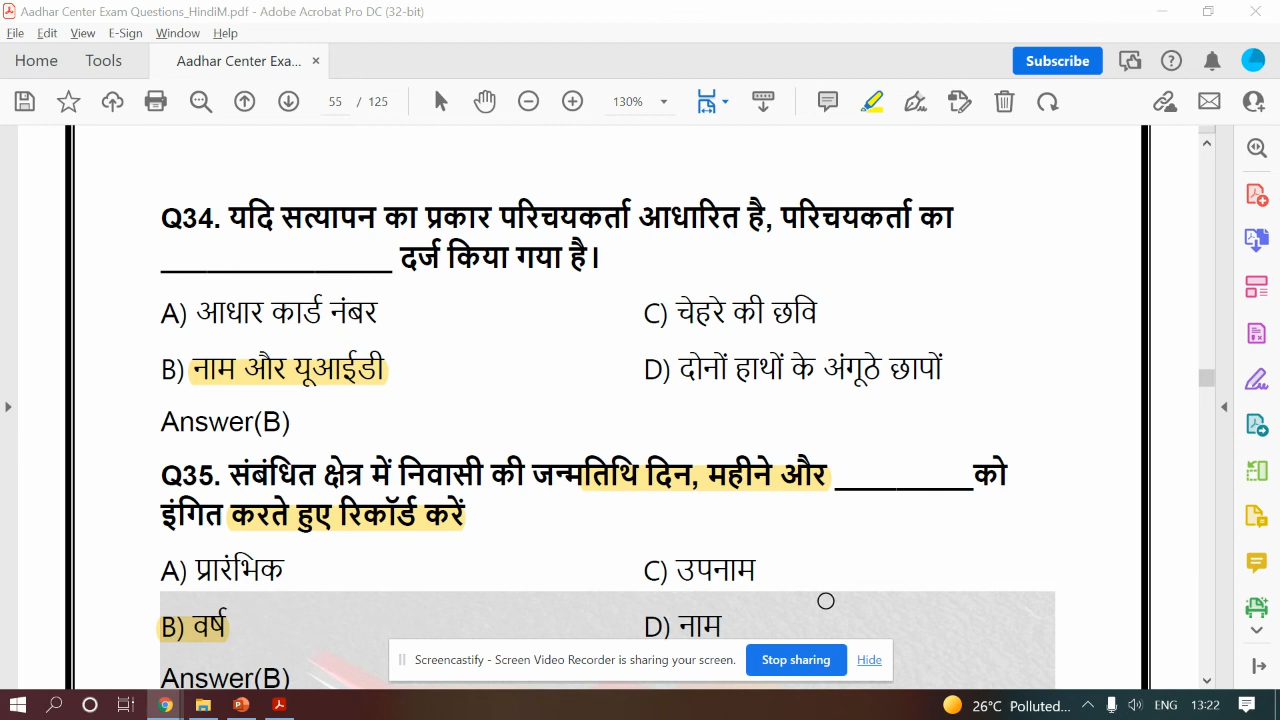 Aadhar Center Exam Questions_HindiM.pdf - Adobe Acrobat Pro DC (32-bit)
File Edit View E-Sign Window Help
Home Tools Aadhar Center Exa... × Subscribe
55 / 125 130%
Q34. यदि सत्यापन का प्रकार परिचयकर्ता आधारित है, परिचयकर्ता का
_______________ दर्ज किया गया है।
A) आधार कार्ड नंबर C) चेहरे की छवि
B) नाम और यूआईडी D) दोनों हाथों के अंगूठे छापों
Answer(B)
Q35. संबंधित क्षेत्र में निवासी की जन्मतिथि दिन, महीने और _________को
इंगित करते हुए रिकॉर्ड करें
A) प्रारंभिक C) उपनाम
B) वर्ष D) नाम
Screencastify - Screen Video Recorder is sharing your screen. Stop sharing Hide
Answer(B)
26°C Polluted... ENG 13:22